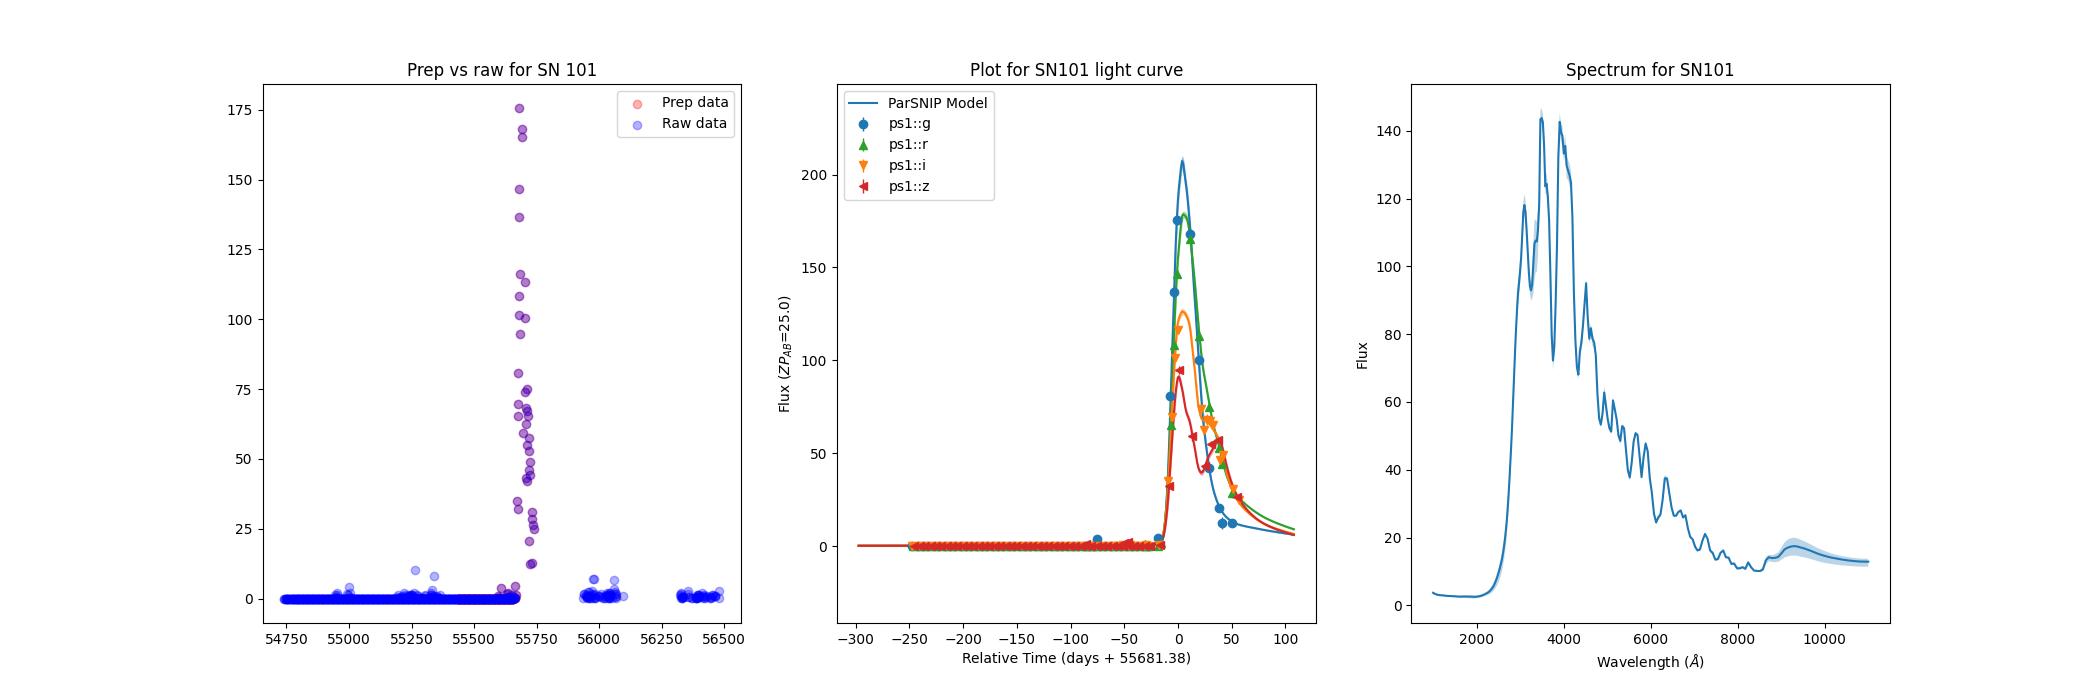 Prep vs raw for SN 101
Prep data
Raw data
175
150
125
100
75
50
25
0
54750 55000 55250 55500 55750 56000 56250 56500
Plot for SN101 light curve
ParSNIP Model
ps1::g
ps1::r
ps1::i
ps1::z
Flux (ZP_AB=25.0)
200
150
100
50
0
−300 −250 −200 −150 −100 −50 0 50 100
Relative Time (days + 55681.38)
Spectrum for SN101
Flux
140
120
100
80
60
40
20
0
2000 4000 6000 8000 10000
Wavelength (Å)